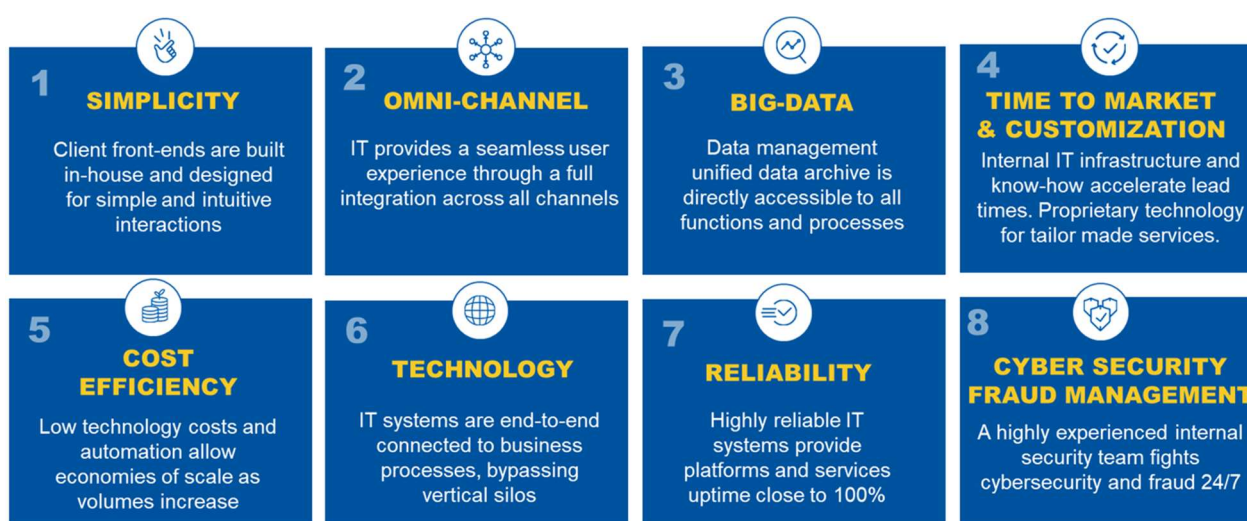 1
SIMPLICITY
Client front-ends are built
in-house and designed
for simple and intuitive
interactions
2
OMNI-CHANNEL
IT provides a seamless user
experience through a full
integration across all channels
3
BIG-DATA
Data management
unified data archive is
directly accessible to all
functions and processes
4
TIME TO MARKET
& CUSTOMIZATION
Internal IT infrastructure and
know-how accelerate lead
times. Proprietary technology
for tailor made services.
5
COST
EFFICIENCY
Low technology costs and
automation allow
economies of scale as
volumes increase
6
TECHNOLOGY
IT systems are end-to-end
connected to business
processes, bypassing
vertical silos
7
RELIABILITY
Highly reliable IT
systems provide
platforms and services
uptime close to 100%
8
CYBER SECURITY
FRAUD MANAGEMENT
A highly experienced internal
security team fights
cybersecurity and fraud 24/7